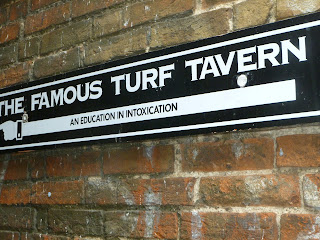 THE FAMOUS TURF TAVERN
AN EDUCATION IN INTOXICATION